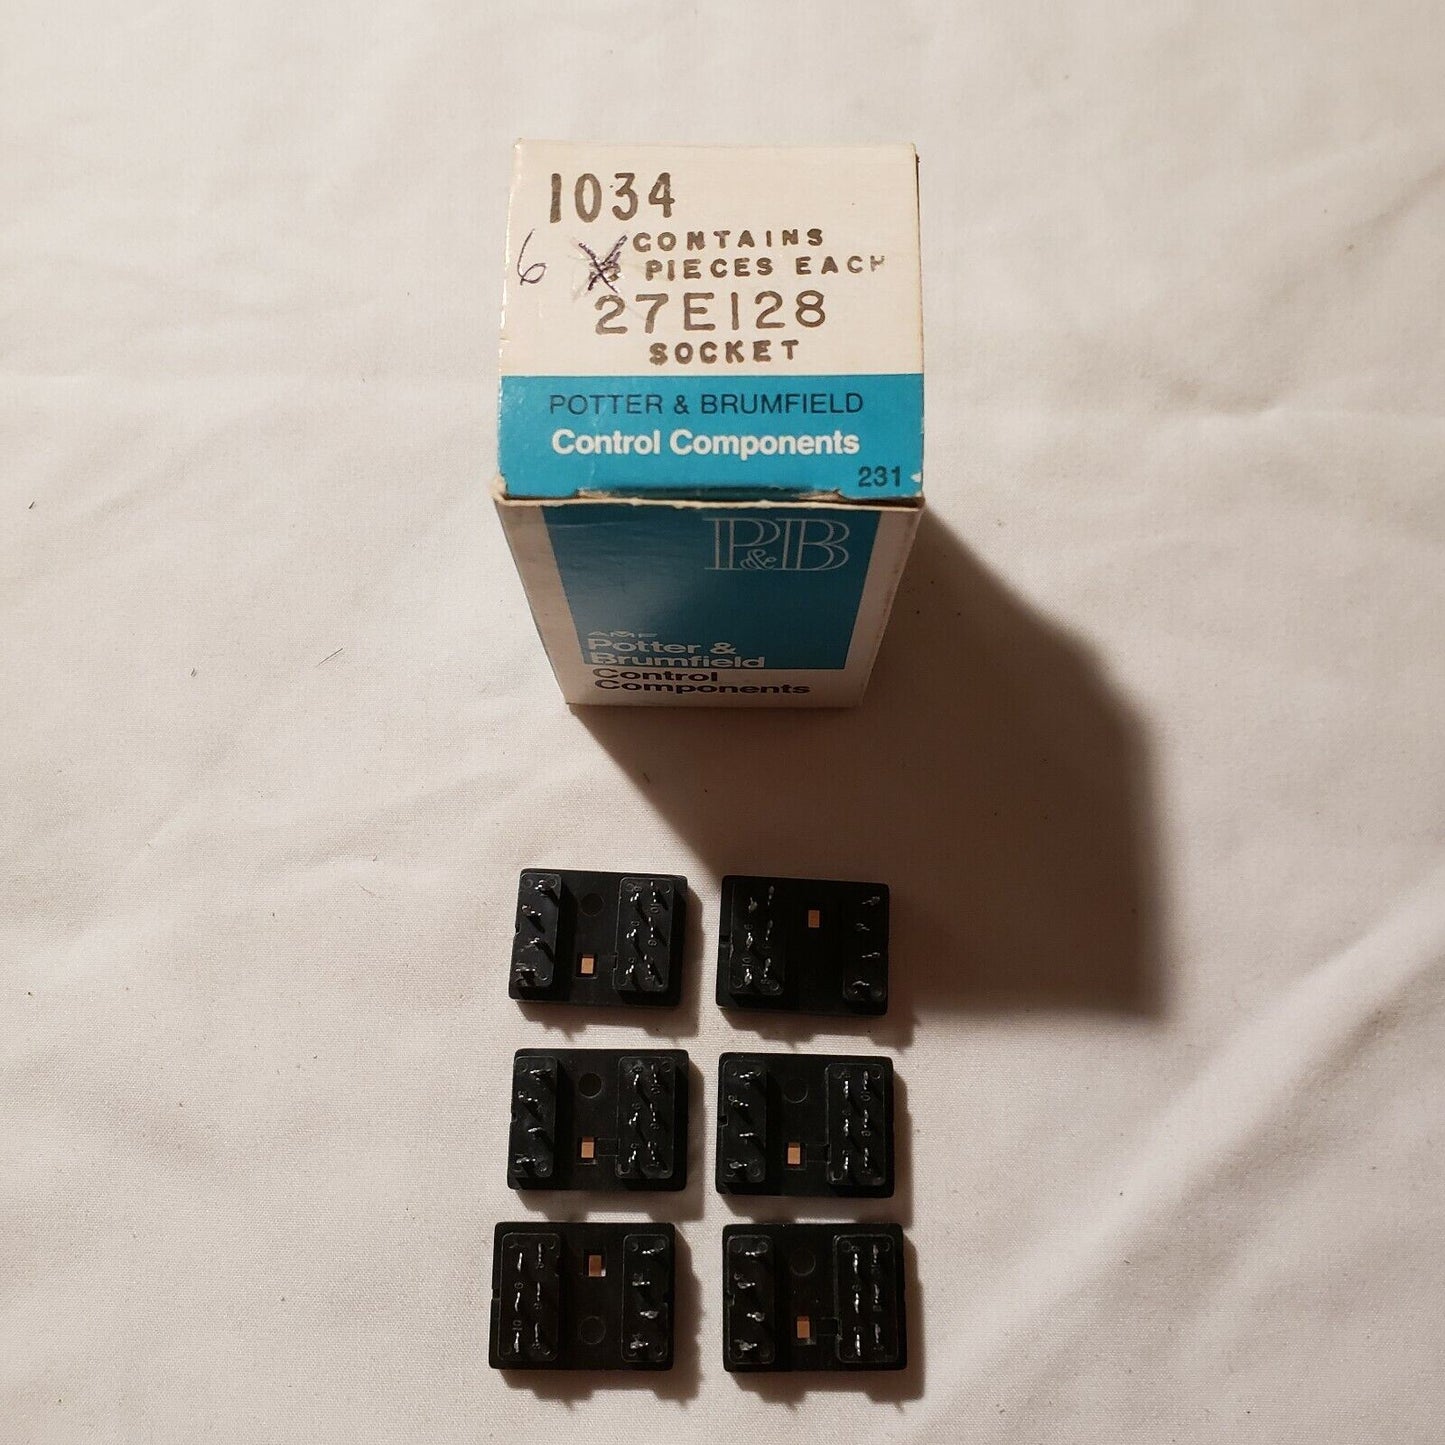 1034
CONTAINS
6 PIECES EACH
27E128
SOCKET
POTTER & BRUMFIELD
Control Components
231
P&B
AMF
Potter &
Brumfield
Control
Components